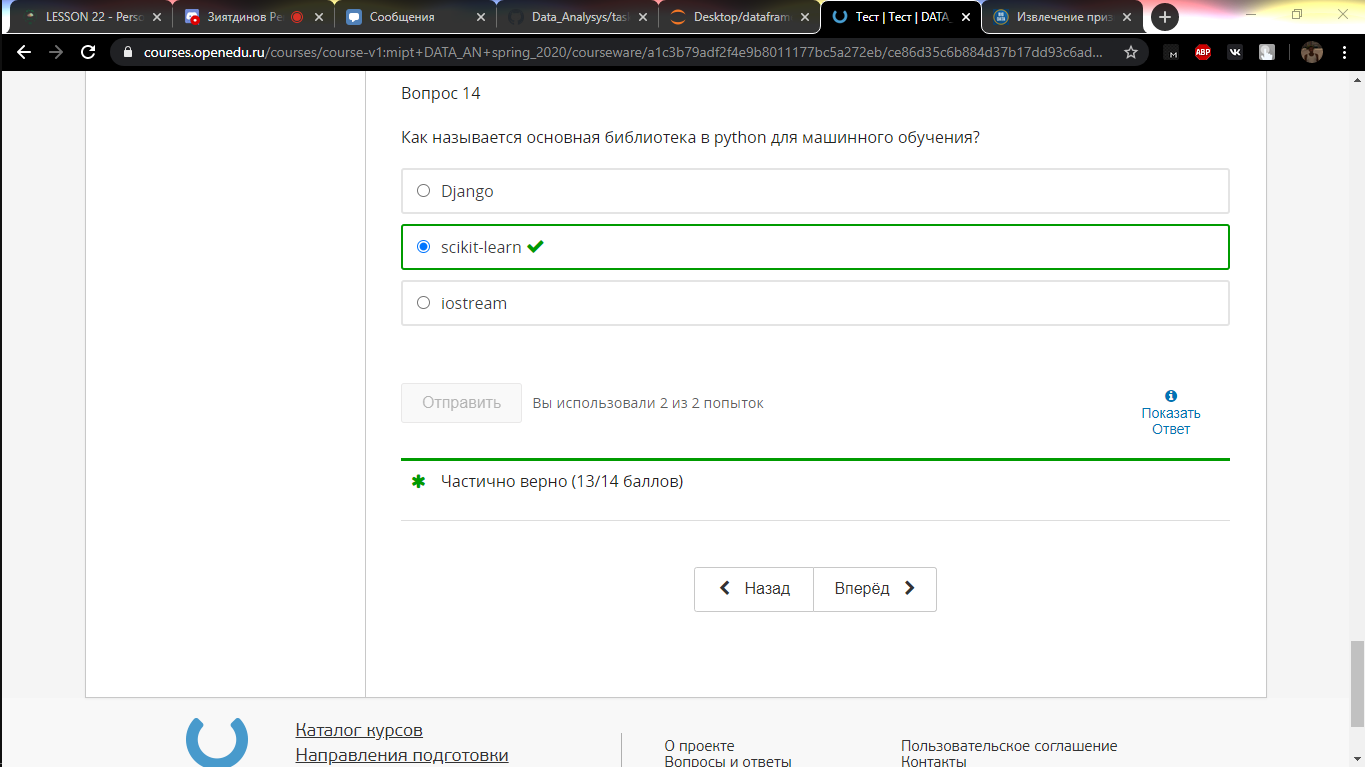 LESSON 22 - Perso
Зиятдинов Ре
Сообщения
Data_Analysys/task
Desktop/datafram
Тест | Тест | DATA_
Извлечение приз
courses.openedu.ru/courses/course-v1:mipt+DATA_AN+spring_2020/courseware/a1c3b79adf2f4e9b8011177bc5a272eb/ce86d35c6b884d37b17dd93c6ad...
M
ABP
Вопрос 14
Как называется основная библиотека в python для машинного обучения?
Django
scikit-learn
iostream
Отправить
Вы использовали 2 из 2 попыток
Показать
Ответ
Частично верно (13/14 баллов)
Назад
Вперёд
Каталог курсов
Направления подготовки
О проекте
Вопросы и ответы
Пользовательское соглашение
Контакты